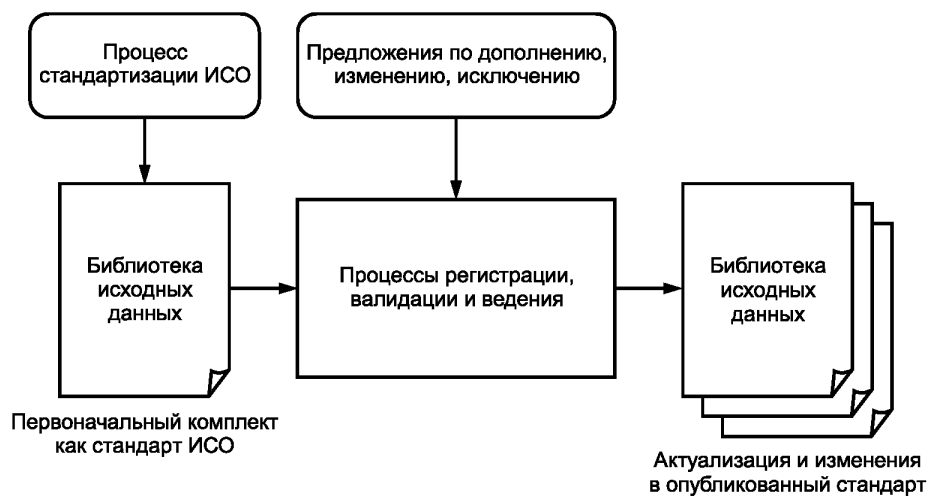 Процесс
стандартизации ИСО
Предложения по дополнению,
изменению, исключению
Библиотека
исходных
данных
Процессы регистрации,
валидации и ведения
Библиотека
исходных
данных
Первоначальный комплект
как стандарт ИСО
Актуализация и изменения
в опубликованный стандарт